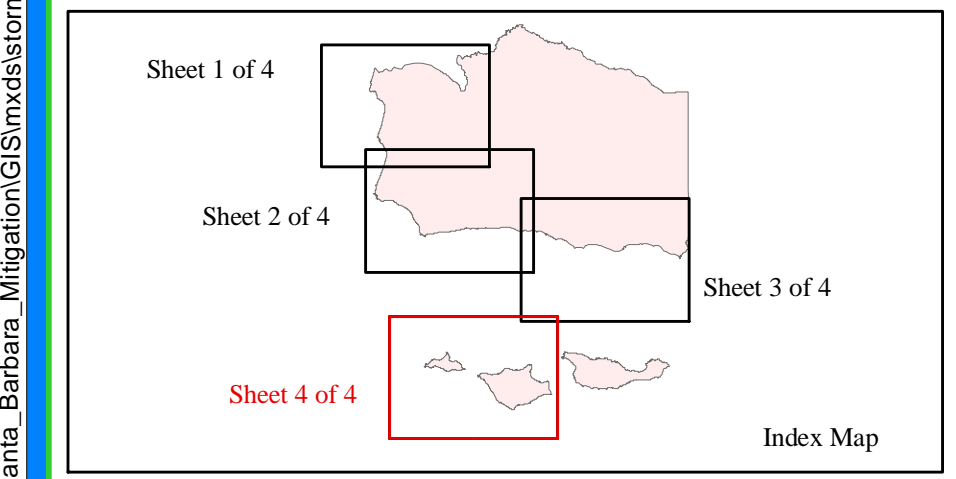 anta_Barbara_Mitigation\GIS\mxds\storm
Sheet 1 of 4
Sheet 2 of 4
Sheet 3 of 4
Sheet 4 of 4
Index Map